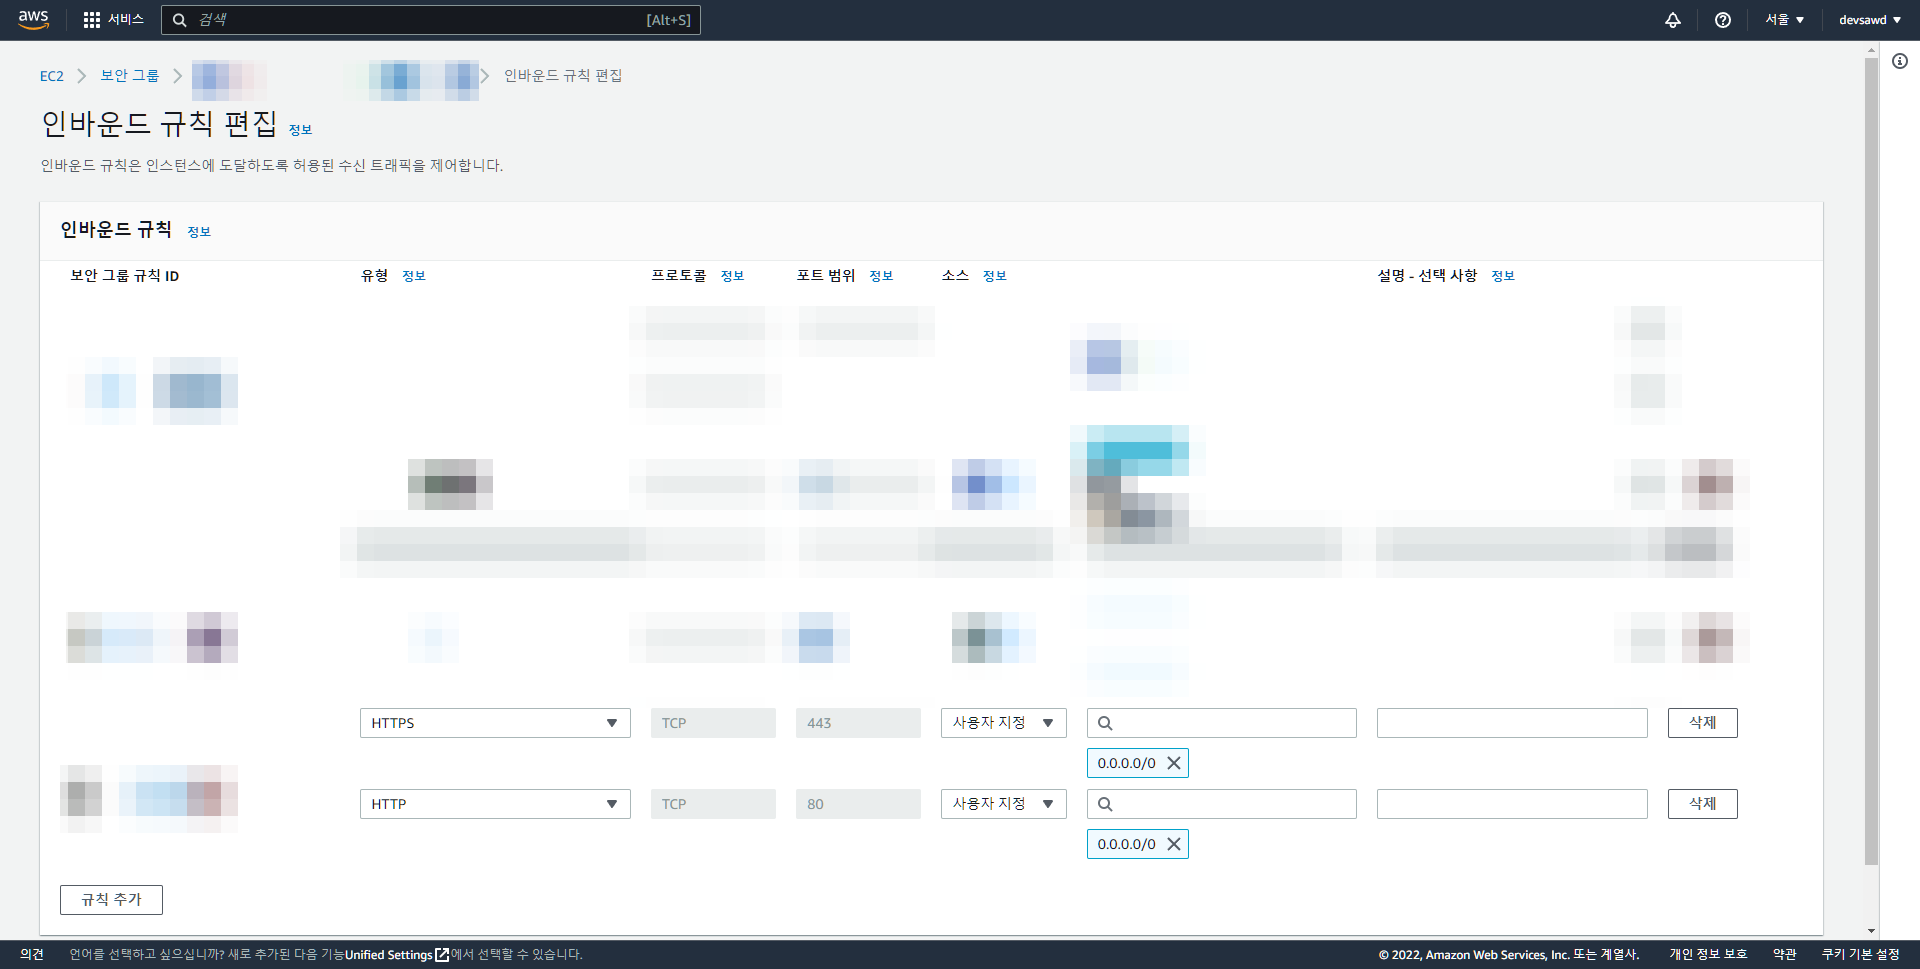 aws 서비스 검색 [Alt+S] 서울 ▼ devsawd ▼
EC2 > 보안 그룹 > > 인바운드 규칙 편집
인바운드 규칙 편집 정보
인바운드 규칙은 인스턴스에 도달하도록 허용된 수신 트래픽을 제어합니다.
인바운드 규칙 정보
보안 그룹 규칙 ID 유형 정보 프로토콜 정보 포트 범위 정보 소스 정보 설명 - 선택 사항 정보
HTTPS TCP 443 사용자 지정 삭제
0.0.0.0/0
HTTP TCP 80 사용자 지정 삭제
0.0.0.0/0
규칙 추가
의견 언어를 선택하고 싶으십니까? 새로 추가된 다음 기능Unified Settings에서 선택할 수 있습니다. © 2022, Amazon Web Services, Inc. 또는 계열사. 개인 정보 보호 약관 쿠키 기본 설정